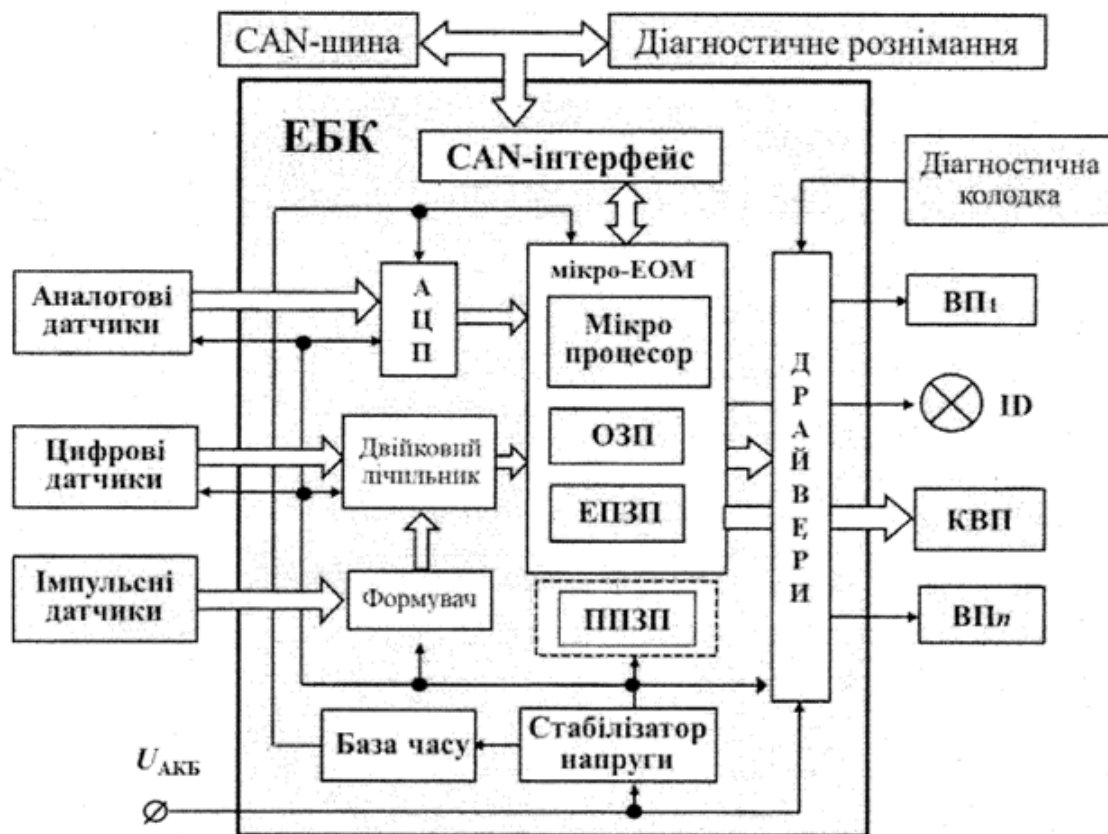 CAN-шина
Діагностичне рознімання
ЕБК
CAN-інтерфейс
Діагностична
колодка
Аналогові
датчики
А
Ц
П
мікро-ЕОМ
Мікро
процесор
ОЗП
ЕПЗП
ППЗП
Д
Р
А
Й
В
Е
Р
И
ВП1
ID
КВП
ВПn
Цифрові
датчики
Двійковий
лічильник
Імпульсні
датчики
Формувач
База часу
Стабілізатор
напруги
UАКБ